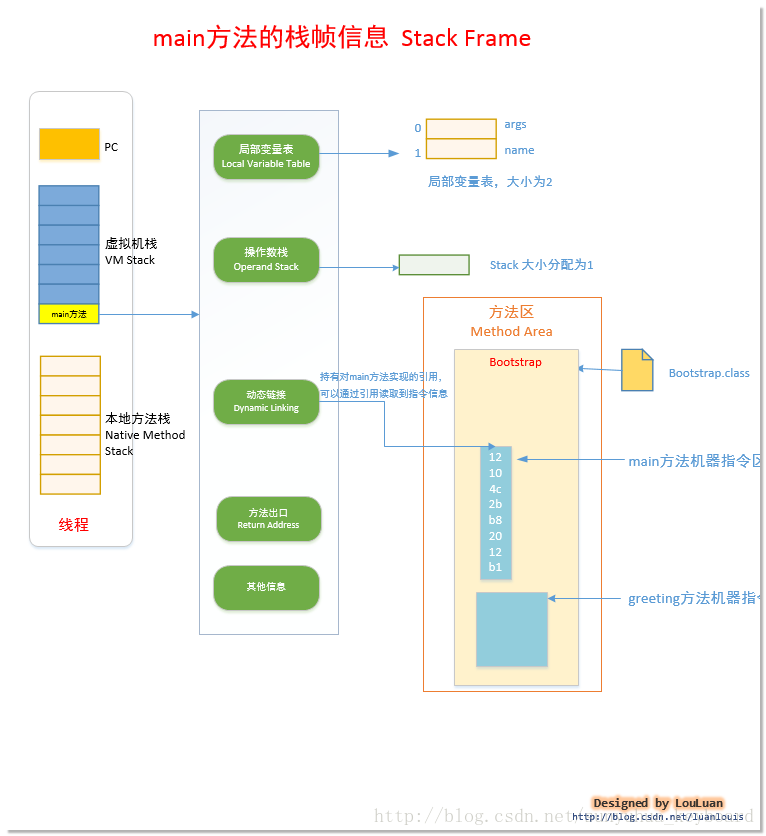 main方法的栈帧信息 Stack Frame
PC
虚拟机栈
VM Stack
main方法
本地方法栈
Native Method
Stack
线程
局部变量表
Local Variable Table
操作数栈
Operand Stack
动态链接
Dynamic Linking
方法出口
Return Address
其他信息
0
args
1
name
局部变量表，大小为2
Stack 大小分配为1
持有对main方法实现的引用，
可以通过引用读取到指令信息
方法区
Method Area
Bootstrap
Bootstrap.class
12
10
4c
2b
b8
20
12
b1
main方法机器指令区
greeting方法机器指令
Designed by LouLuan
http://blog.csdn.net/luanlouis
http://blog.csdn.net/